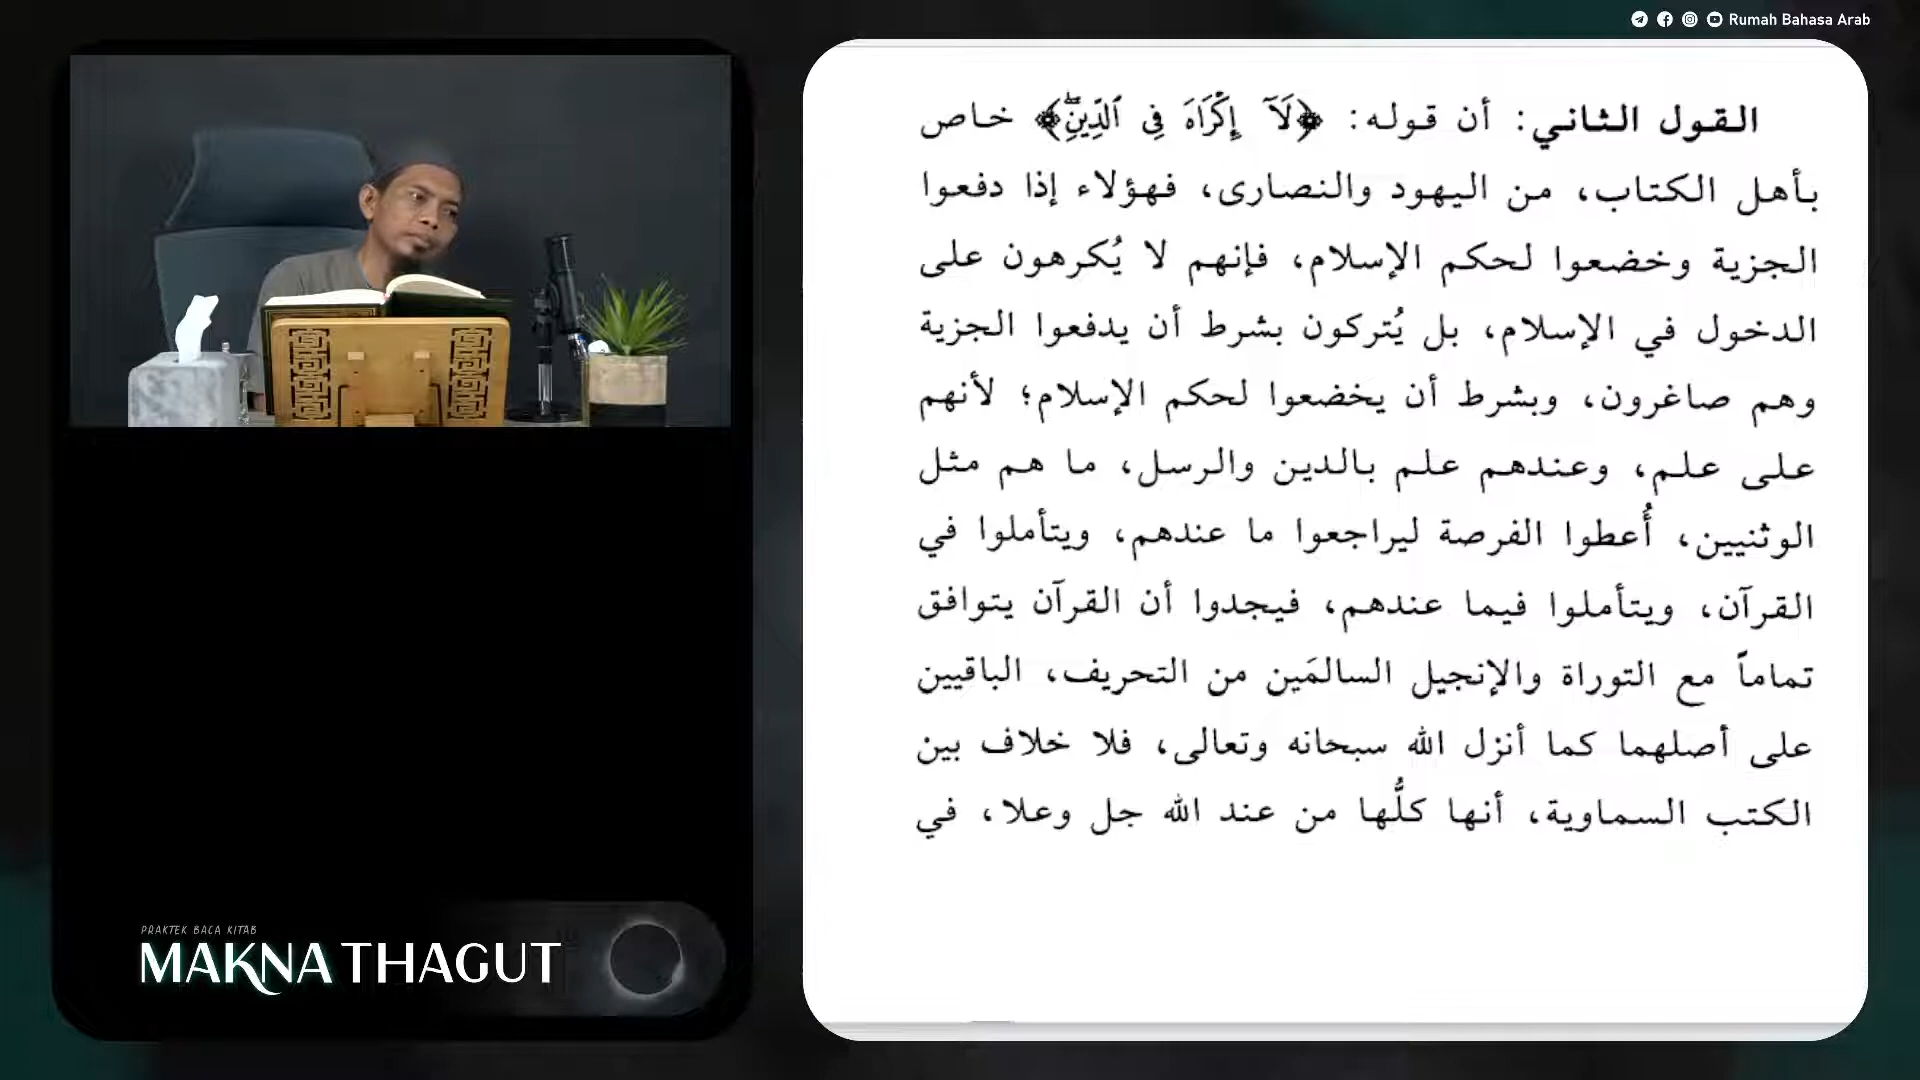 Rumah Bahasa Arab
القول الثاني: أن قوله: ﴿لَآ إِكْرَاهَ فِى ٱلدِّينِۖ﴾ خاص
بأهل الكتاب، من اليهود والنصارى، فهؤلاء إذا دفعوا
الجزية وخضعوا لحكم الإسلام، فإنهم لا يُكرهون على
الدخول في الإسلام، بل يُتركون بشرط أن يدفعوا الجزية
وهم صاغرون، وبشرط أن يخضعوا لحكم الإسلام؛ لأنهم
على علم، وعندهم علم بالدين والرسل، ما هم مثل
الوثنيين، أُعطوا الفرصة ليراجعوا ما عندهم، ويتأملوا في
القرآن، ويتأملوا فيما عندهم، فيجدوا أن القرآن يتوافق
تماماً مع التوراة والإنجيل السالمَين من التحريف، الباقيين
على أصلهما كما أنزل الله سبحانه وتعالى، فلا خلاف بين
الكتب السماوية، أنها كلُّها من عند الله جل وعلا، في
PRAKTEK BACA KITAB
MAKNA THAGUT